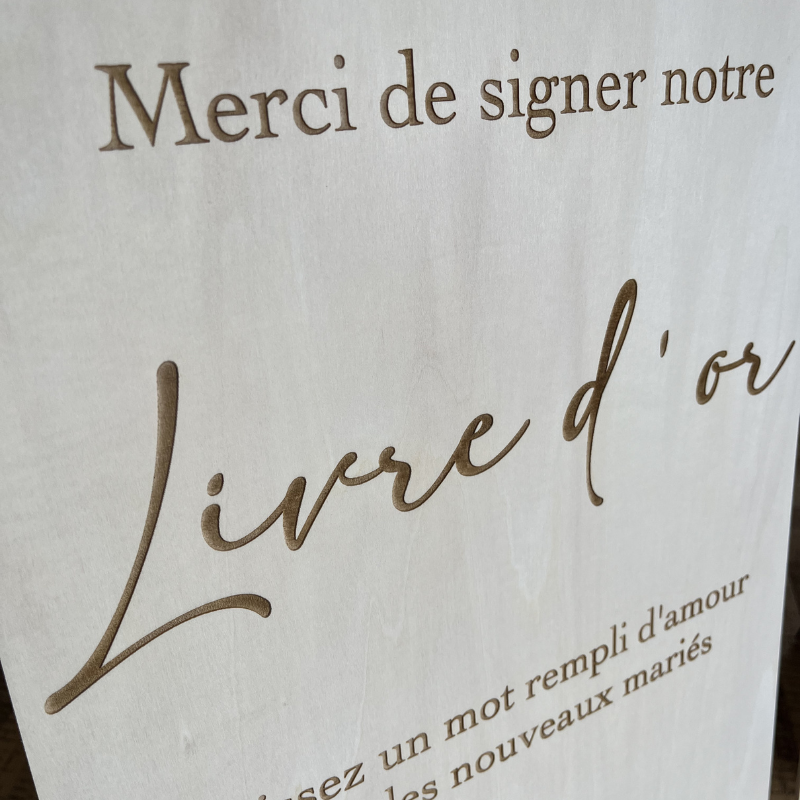 Merci de signer notre
Livre d'or
un mot rempli d'amour
les nouveaux mariés